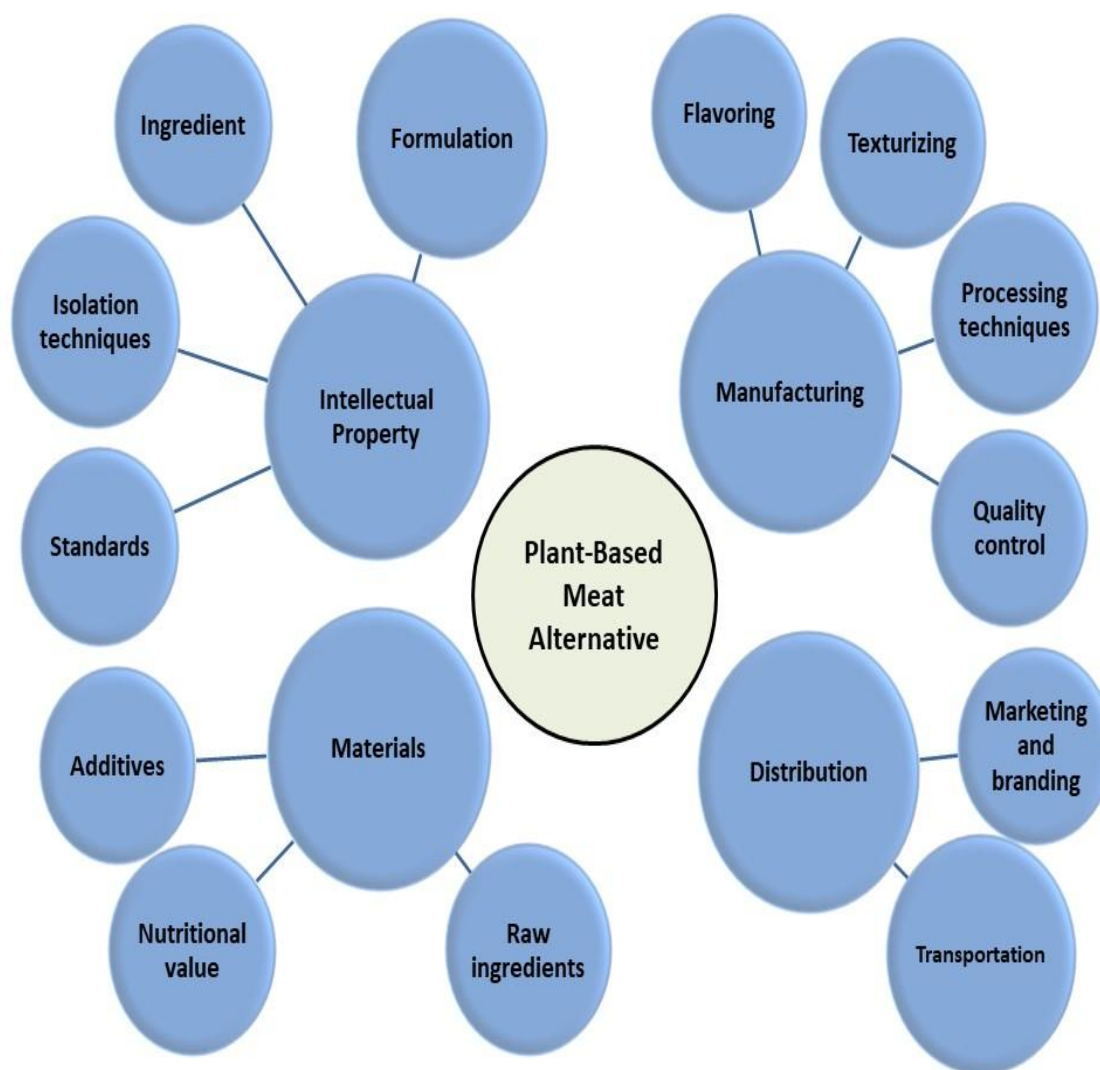 Ingredient
Formulation
Isolation
techniques
Intellectual
Property
Standards
Flavoring
Texturizing
Processing
techniques
Manufacturing
Quality
control
Plant-Based
Meat
Alternative
Additives
Materials
Nutritional
value
Raw
ingredients
Distribution
Marketing
and
branding
Transportation